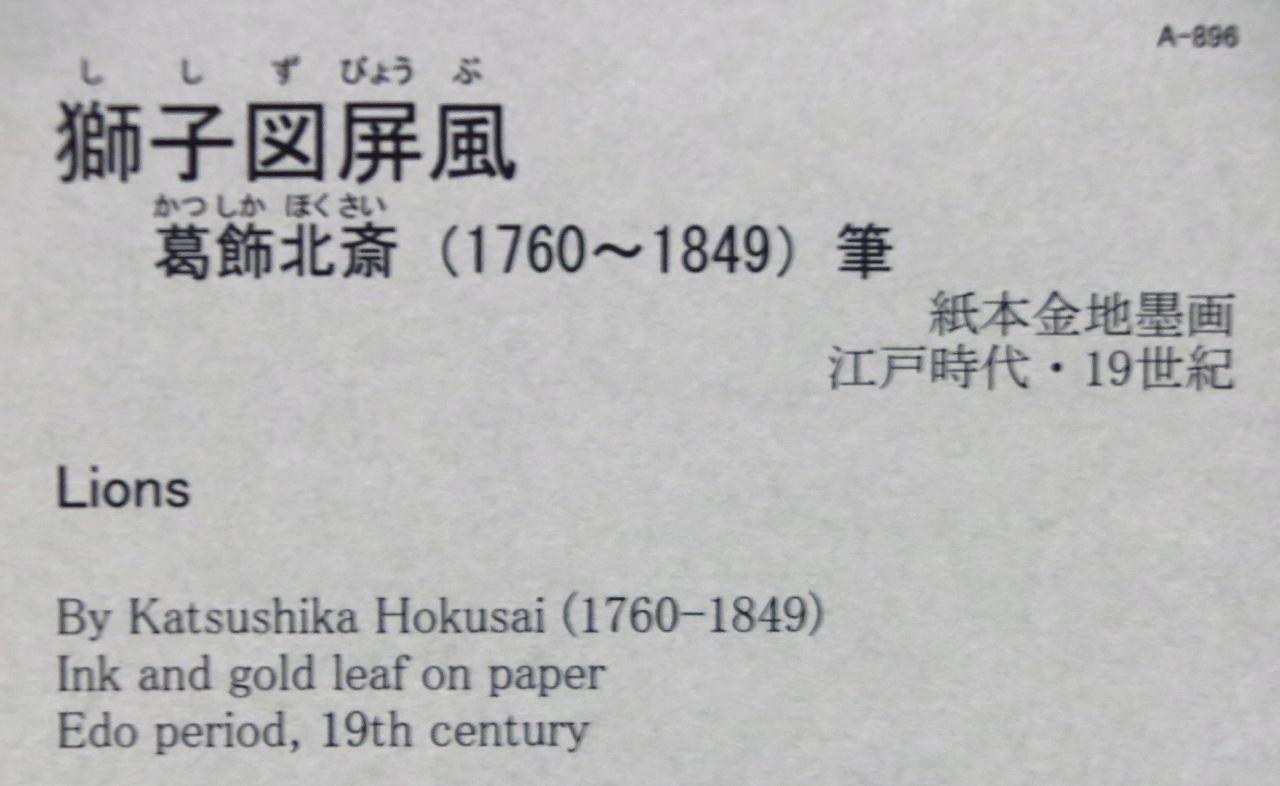 A-896
し し ず びょう ぶ
獅子図屏風
かつしか ほくさい
葛飾北斎（1760～1849）筆
紙本金地墨画
江戸時代・19世紀
Lions
By Katsushika Hokusai (1760−1849)
Ink and gold leaf on paper
Edo period, 19th century